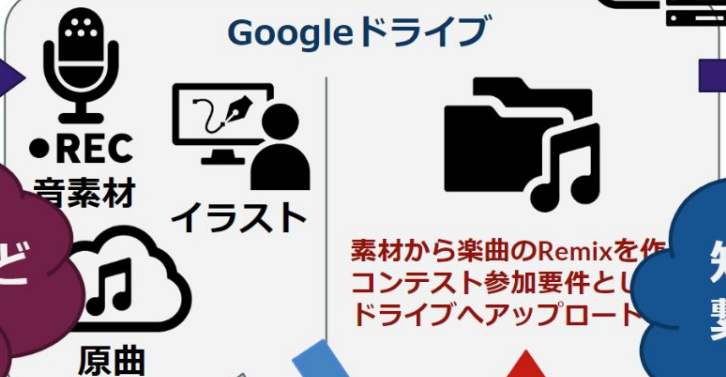 Googleドライブ
●REC
音素材
イラスト
原曲
素材から楽曲のRemixを作
コンテスト参加要件とし
ドライブへアップロード
ど